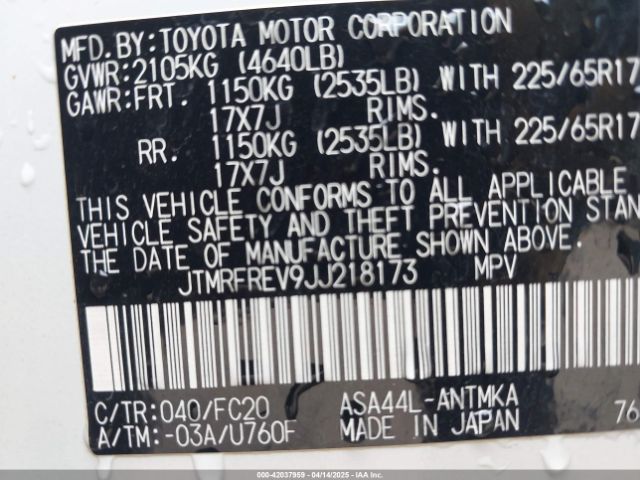 MFD. BY: TOYOTA MOTOR CORPORATION
GVWR: 2105KG (4640LB)
GAWR: FRT. 1150KG (2535LB) WITH 225/65R17
17X7J RIMS.
RR. 1150KG (2535LB) WITH 225/65R17
17X7J RIMS.
THIS VEHICLE CONFORMS TO ALL APPLICABLE
VEHICLE SAFETY AND THEFT PREVENTION STAN
THE DATE OF MANUFACTURE SHOWN ABOVE.
JTMRFREV9JJ218173 MPV
C/TR: 040/FC20 ASA44L-ANTMKA
A/TM: -03A/U760F MADE IN JAPAN 76
000-42037959 | 04/14/2025 | COPART